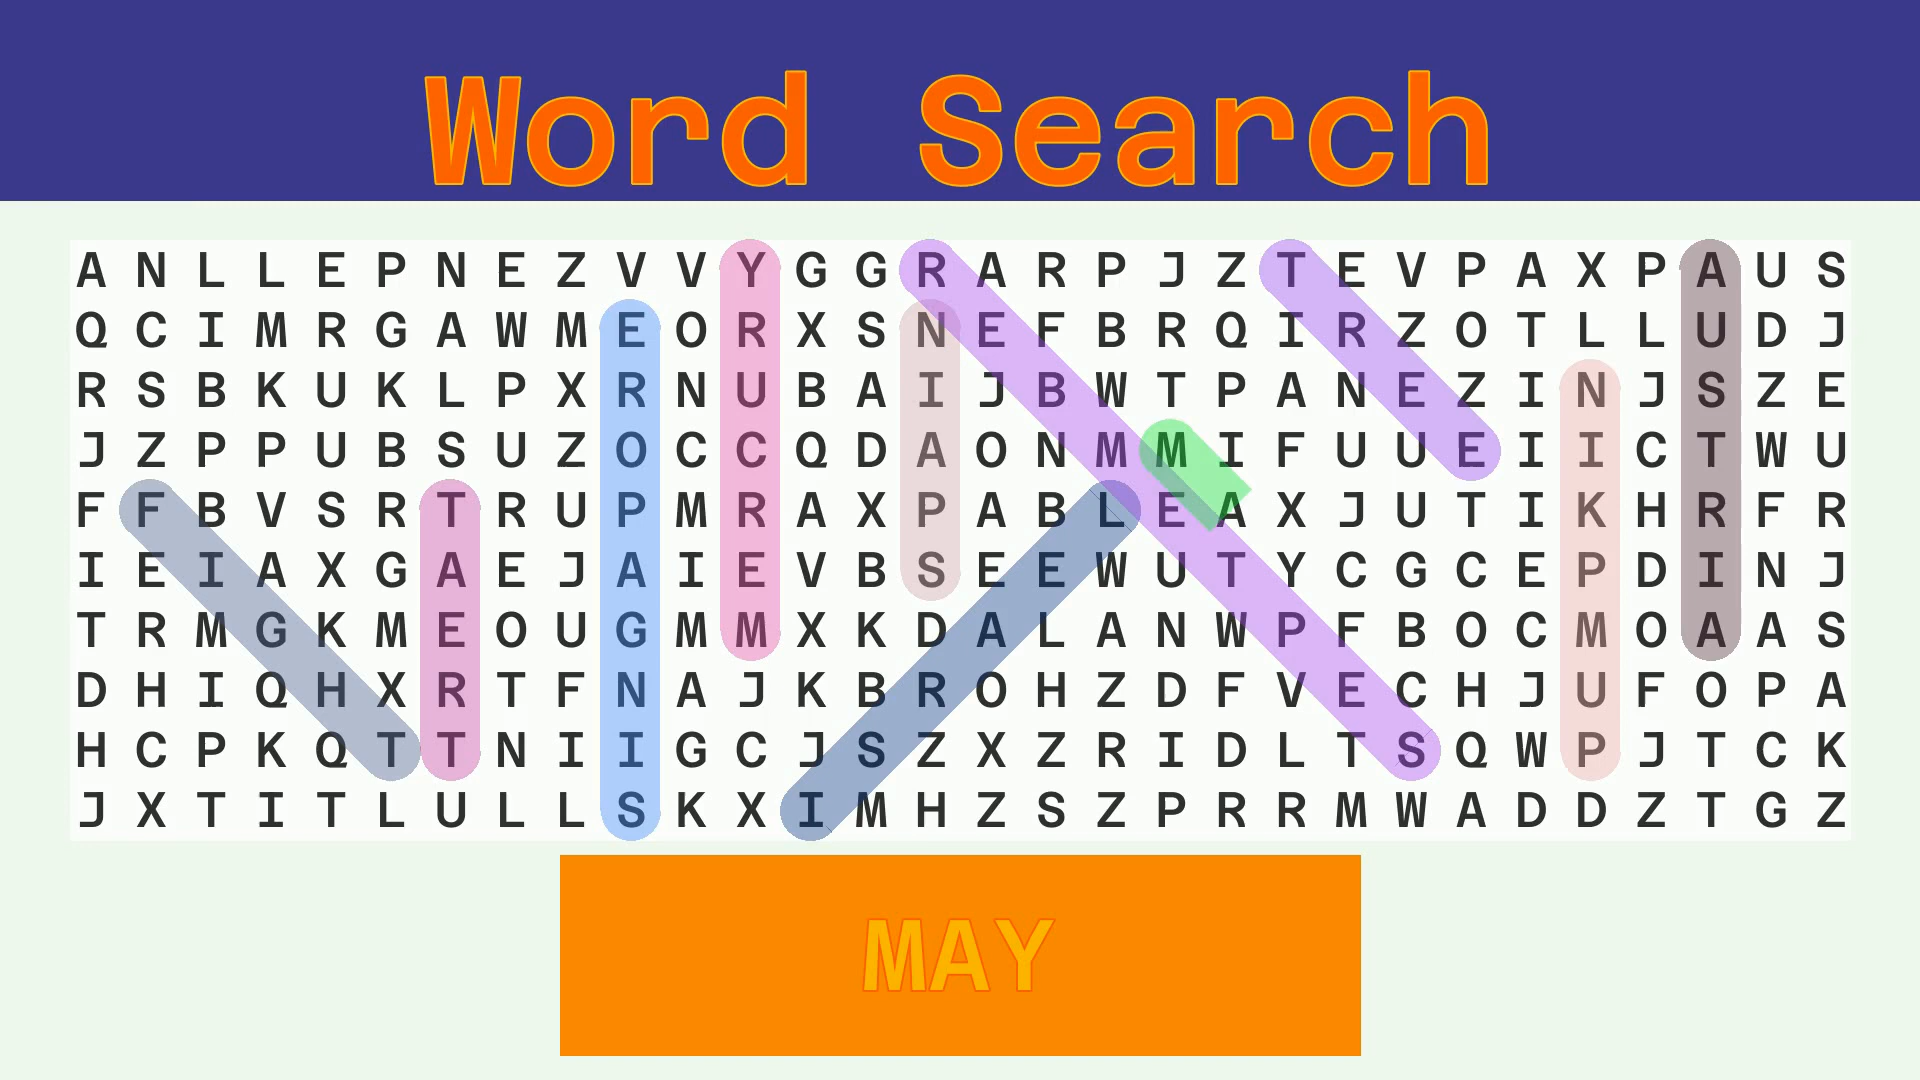 Word Search
A N L L E P N E Z V V Y G G R A R P J Z T E V P A X P A U S
Q C I M R G A W M E O R X S N E F B R Q I R Z O T L L U D J
R S B K U K L P X R N U B A I J B W T P A N E Z I N J S Z E
J Z P P U B S U Z O C C Q D A O N M M I F U U E I I C T W U
F F B V S R T R U P M R A X P A B L E A X J U T I K H R F R
I E I A X G A E J A I E V B S E E W U T Y C G C E P D I N J
T R M G K M E O U G M M X K D A L A N W P F B O C M O A A S
D H I Q H X R T F N A J K B R O H Z D F V E C H J U F O P A
H C P K Q T T N I I G C J S Z X Z R I D L T S Q W P J T C K
J X T I T L U L L S K X I M H Z S Z P R R M W A D D Z T G Z
MAY